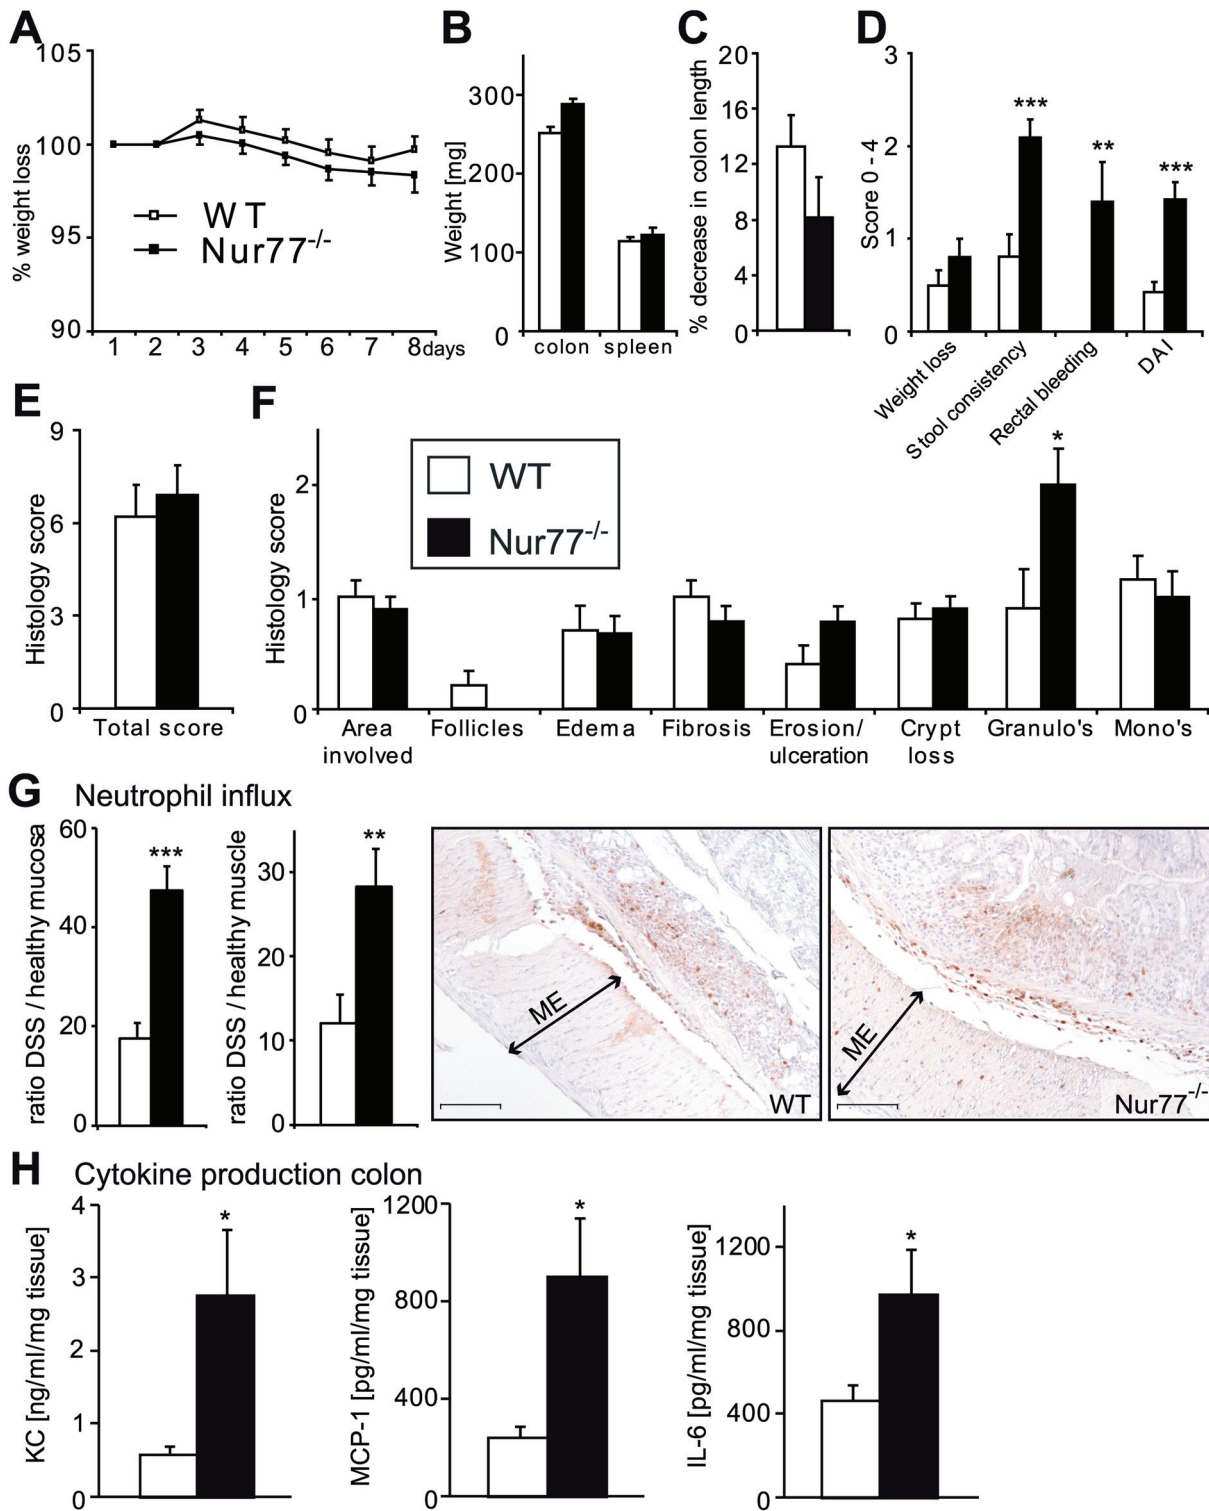 A
% weight loss
105
100
95
90
WT
Nur77-/-
1 2 3 4 5 6 7 8days
B
Weight [mg]
300
200
100
0
colon spleen
C
% decrease in colon length
20
16
12
8
4
0
D
Score 0 - 4
3
2
1
0
***
**
***
Weight loss
Stool consistency
Rectal bleeding
DAI
E
Histology score
9
6
3
0
Total score
F
Histology score
2
1
0
WT
Nur77-/-
*
Area involved
Follicles
Edema
Fibrosis
Erosion/
ulceration
Crypt
loss
Granulo's
Mono's
G Neutrophil influx
ratio DSS / healthy mucosa
60
40
20
0
***
ratio DSS / healthy muscle
30
20
10
0
**
ME
WT
ME
Nur77-/-
H Cytokine production colon
KC [ng/ml/mg tissue]
4
3
2
1
0
*
MCP-1 [pg/ml/mg tissue]
1200
800
400
0
*
IL-6 [pg/ml/mg tissue]
1200
800
400
0
*